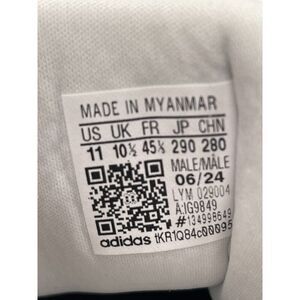 MADE IN MYANMAR
US UK FR JP CHN
11 10½ 45⅓ 290 280
MALE/MÂLE
06/24
LYM 029004
A:IG9849
#134998649
adidas tKR1Q84c00095